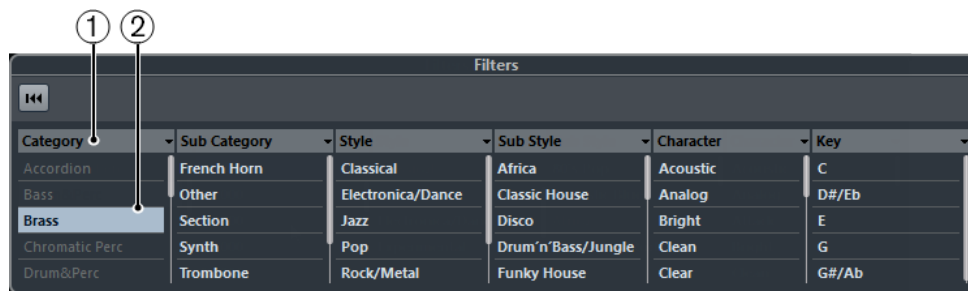 1 2
Filters
Category Sub Category Style Sub Style Character Key
Accordion French Horn Classical Africa Acoustic C
Bass Other Electronica/Dance Classic House Analog D#/Eb
Brass Section Jazz Disco Bright E
Chromatic Perc Synth Pop Drum´n´Bass/Jungle Clean G
Drum&Perc Trombone Rock/Metal Funky House Clear G#/Ab